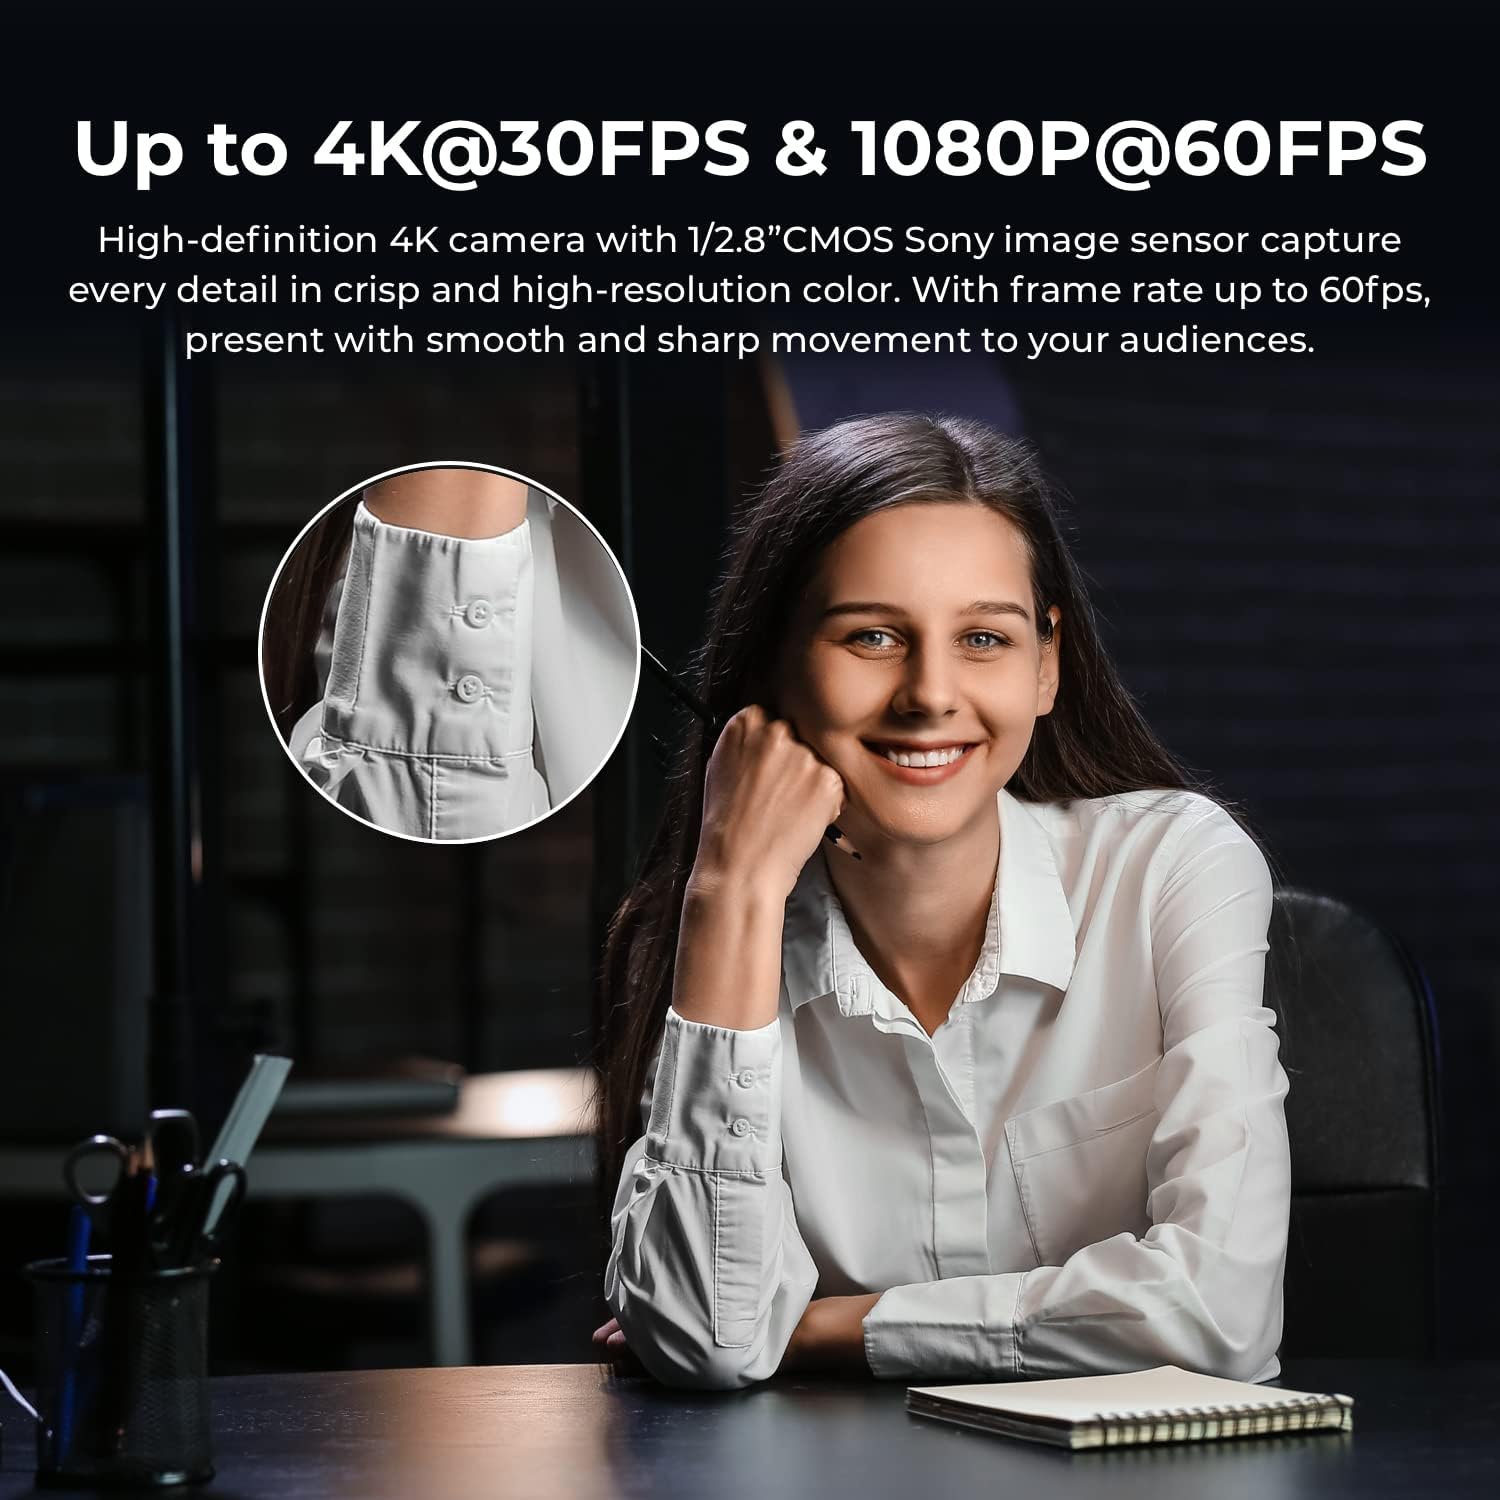 Up to 4K@30FPS & 1080P@60FPS
High-definition 4K camera with 1/2.8”CMOS Sony image sensor capture
every detail in crisp and high-resolution color. With frame rate up to 60fps,
present with smooth and sharp movement to your audiences.